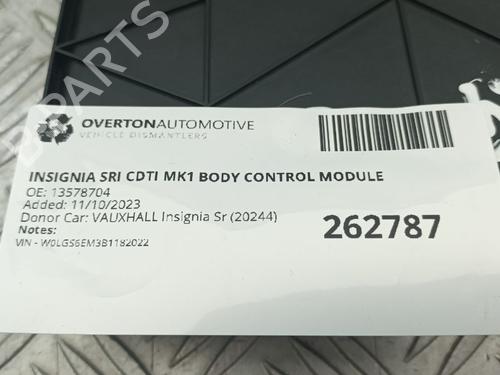 B-PARTS
OVERTONAUTOMOTIVE
VEHICLE DISMANTLERS
INSIGNIA SRI CDTI MK1 BODY CONTROL MODULE
OE: 13578704
Added: 11/10/2023
Donor Car: VAUXHALL Insignia Sr (20244)
Notes:
VIN - W0LGS6EM3B1182022
262787